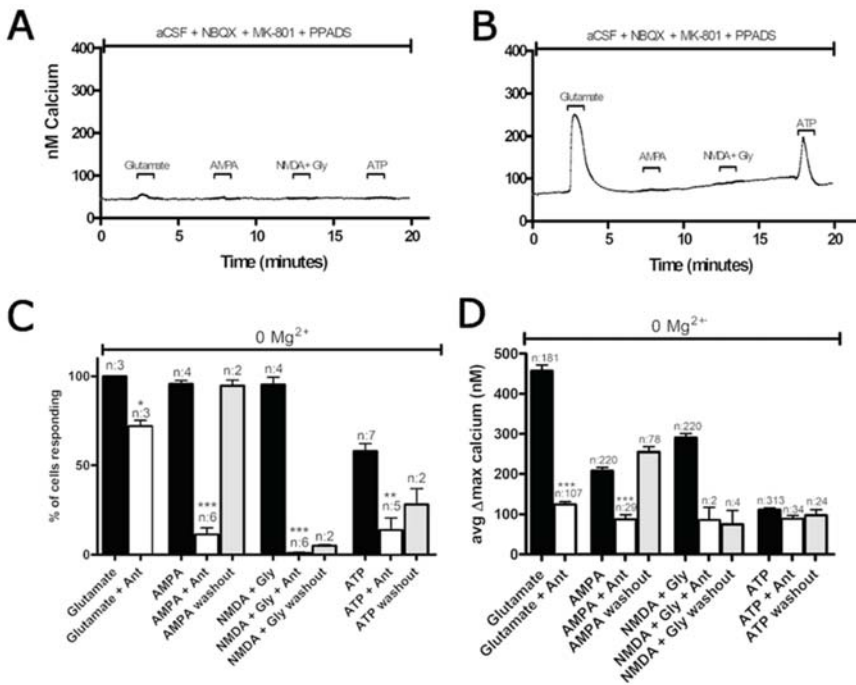 A
aCSF + NBQX + MK-801 + PPADS
400
300
200
100
0
nM Calcium
Glutamate
AMPA
NMDA+ Gly
ATP
0
5
10
15
20
Time (minutes)
B
aCSF + NBQX + MK-801 + PPADS
400
300
200
100
0
Glutamate
AMPA
NMDA+Gly
ATP
0
5
10
15
20
Time (minutes)
C
0 Mg2+
% of cells responding
100
50
0
n:3
*
n:3
n:4
***
n:6
n:2
n:4
***
n:6
n:2
n:7
**
n:5
n:2
Glutamate
Glutamate + Ant
AMPA
AMPA + Ant
AMPA washout
NMDA + Gly
NMDA + Gly + Ant
NMDA + Gly washout
ATP
ATP + Ant
ATP washout
D
0 Mg2+
avg Δmax calcium (nM)
500
400
300
200
100
0
n:181
***
n:107
n:220
***
n:29
n:78
n:220
n:2
n:4
n:313
n:34
n:24
Glutamate
Glutamate + Ant
AMPA
AMPA + Ant
AMPA washout
NMDA + Gly
NMDA + Gly + Ant
NMDA + Gly washout
ATP
ATP + Ant
ATP washout